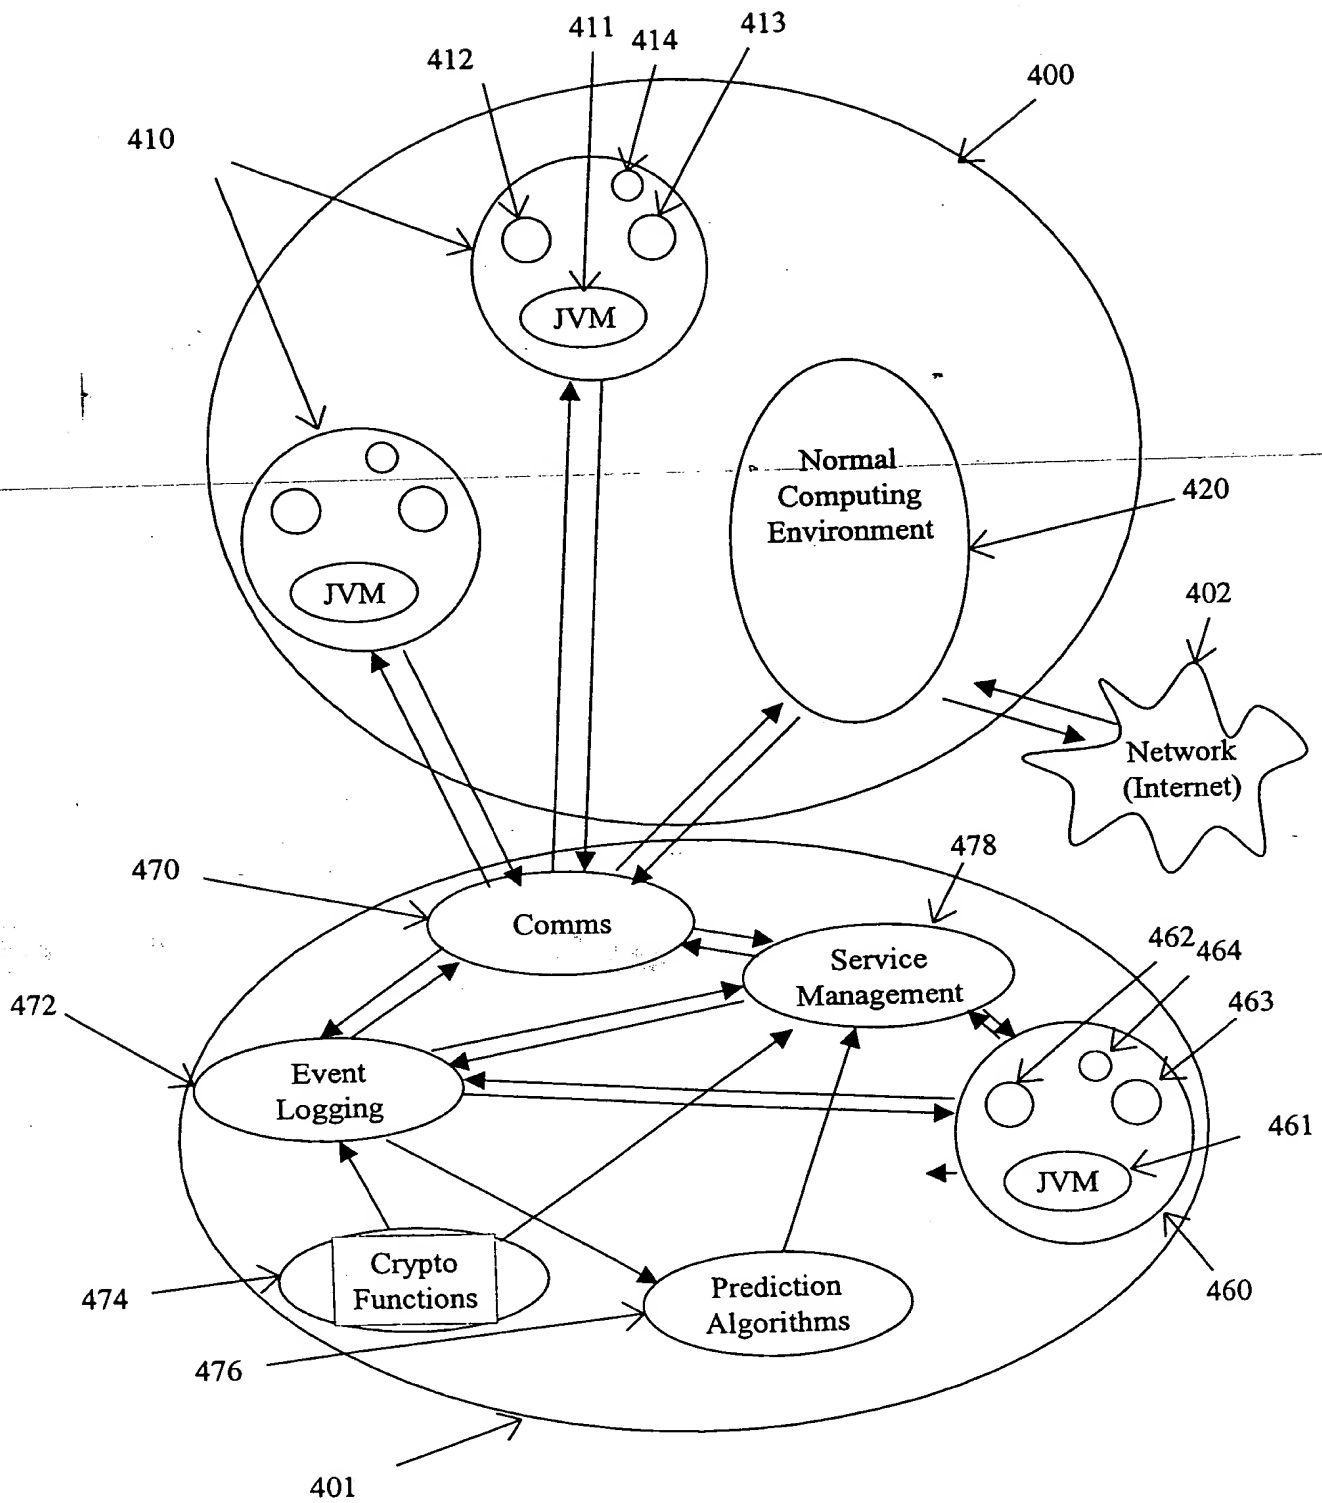 411
413
414
412
400
410
JVM
Normal
Computing
Environment
420
JVM
402
Network
(Internet)
478
470
Comms
462
464
Service
Management
472
463
Event
Logging
461
JVM
Crypto
Functions
460
474
Prediction
Algorithms
476
401